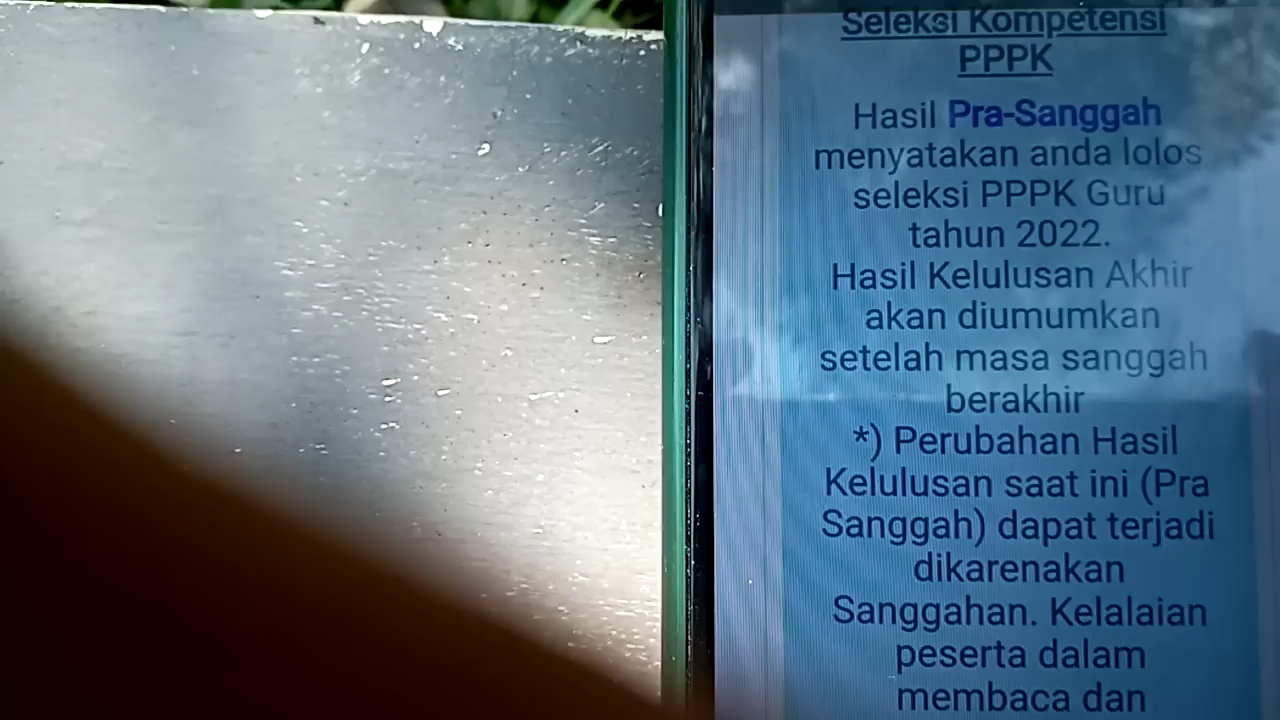 Seleksi Kompetensi
PPPK
Hasil Pra-Sanggah
menyatakan anda lolos
seleksi PPPK Guru
tahun 2022.
Hasil Kelulusan Akhir
akan diumumkan
setelah masa sanggah
berakhir
*) Perubahan Hasil
Kelulusan saat ini (Pra
Sanggah) dapat terjadi
dikarenakan
Sanggahan. Kelalaian
peserta dalam
membaca dan